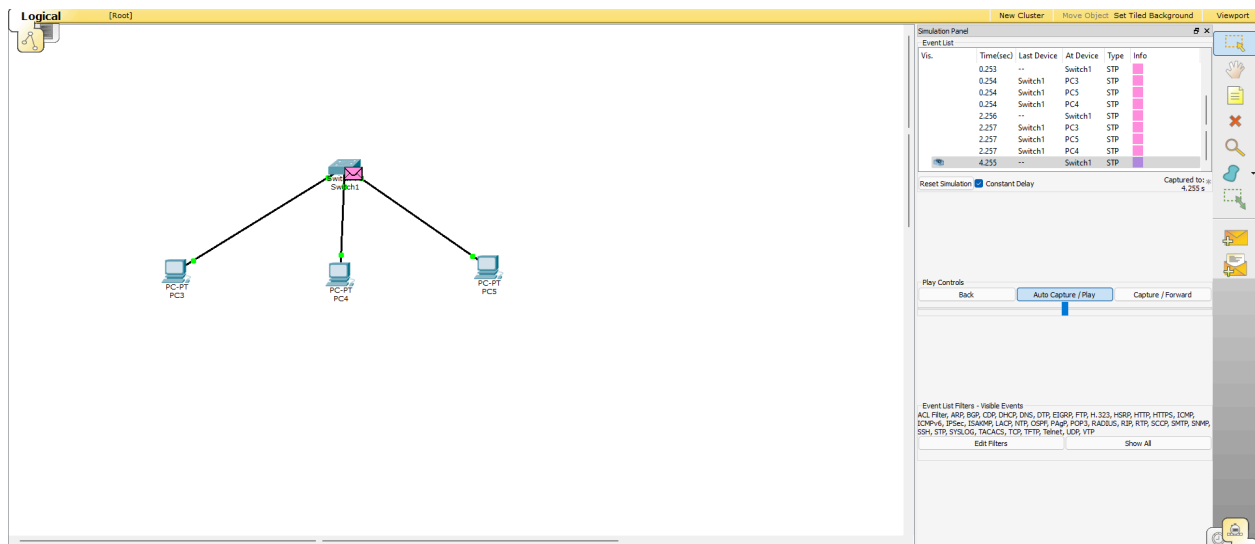 Logical [Root] New Cluster Move Object Set Tiled Background Viewport
Simulation Panel
Event List
Vis. Time(sec) Last Device At Device Type Info
0.253 -- Switch1 STP
0.254 Switch1 PC3 STP
0.254 Switch1 PC5 STP
0.254 Switch1 PC4 STP
2.256 -- Switch1 STP
2.257 Switch1 PC3 STP
2.257 Switch1 PC5 STP
2.257 Switch1 PC4 STP
4.255 -- Switch1 STP
Reset Simulation Constant Delay Captured to:
4.255 s
Switch1
PC-PT
PC3
PC-PT
PC4
PC-PT
PC5
Play Controls
Back Auto Capture / Play Capture / Forward
Event List Filters - Visible Events
ACL Filter, ARP, BGP, CDP, DHCP, DNS, DTP, EIGRP, FTP, H.323, HSRP, HTTP, HTTPS, ICMP,
ICMPv6, IPSec, ISAKMP, LACP, NTP, OSPF, PAgP, POP3, RADIUS, RIP, RTP, SCCP, SMTP, SNMP,
SSH, STP, SYSLOG, TACACS, TCP, TFTP, Telnet, UDP, VTP
Edit Filters Show All